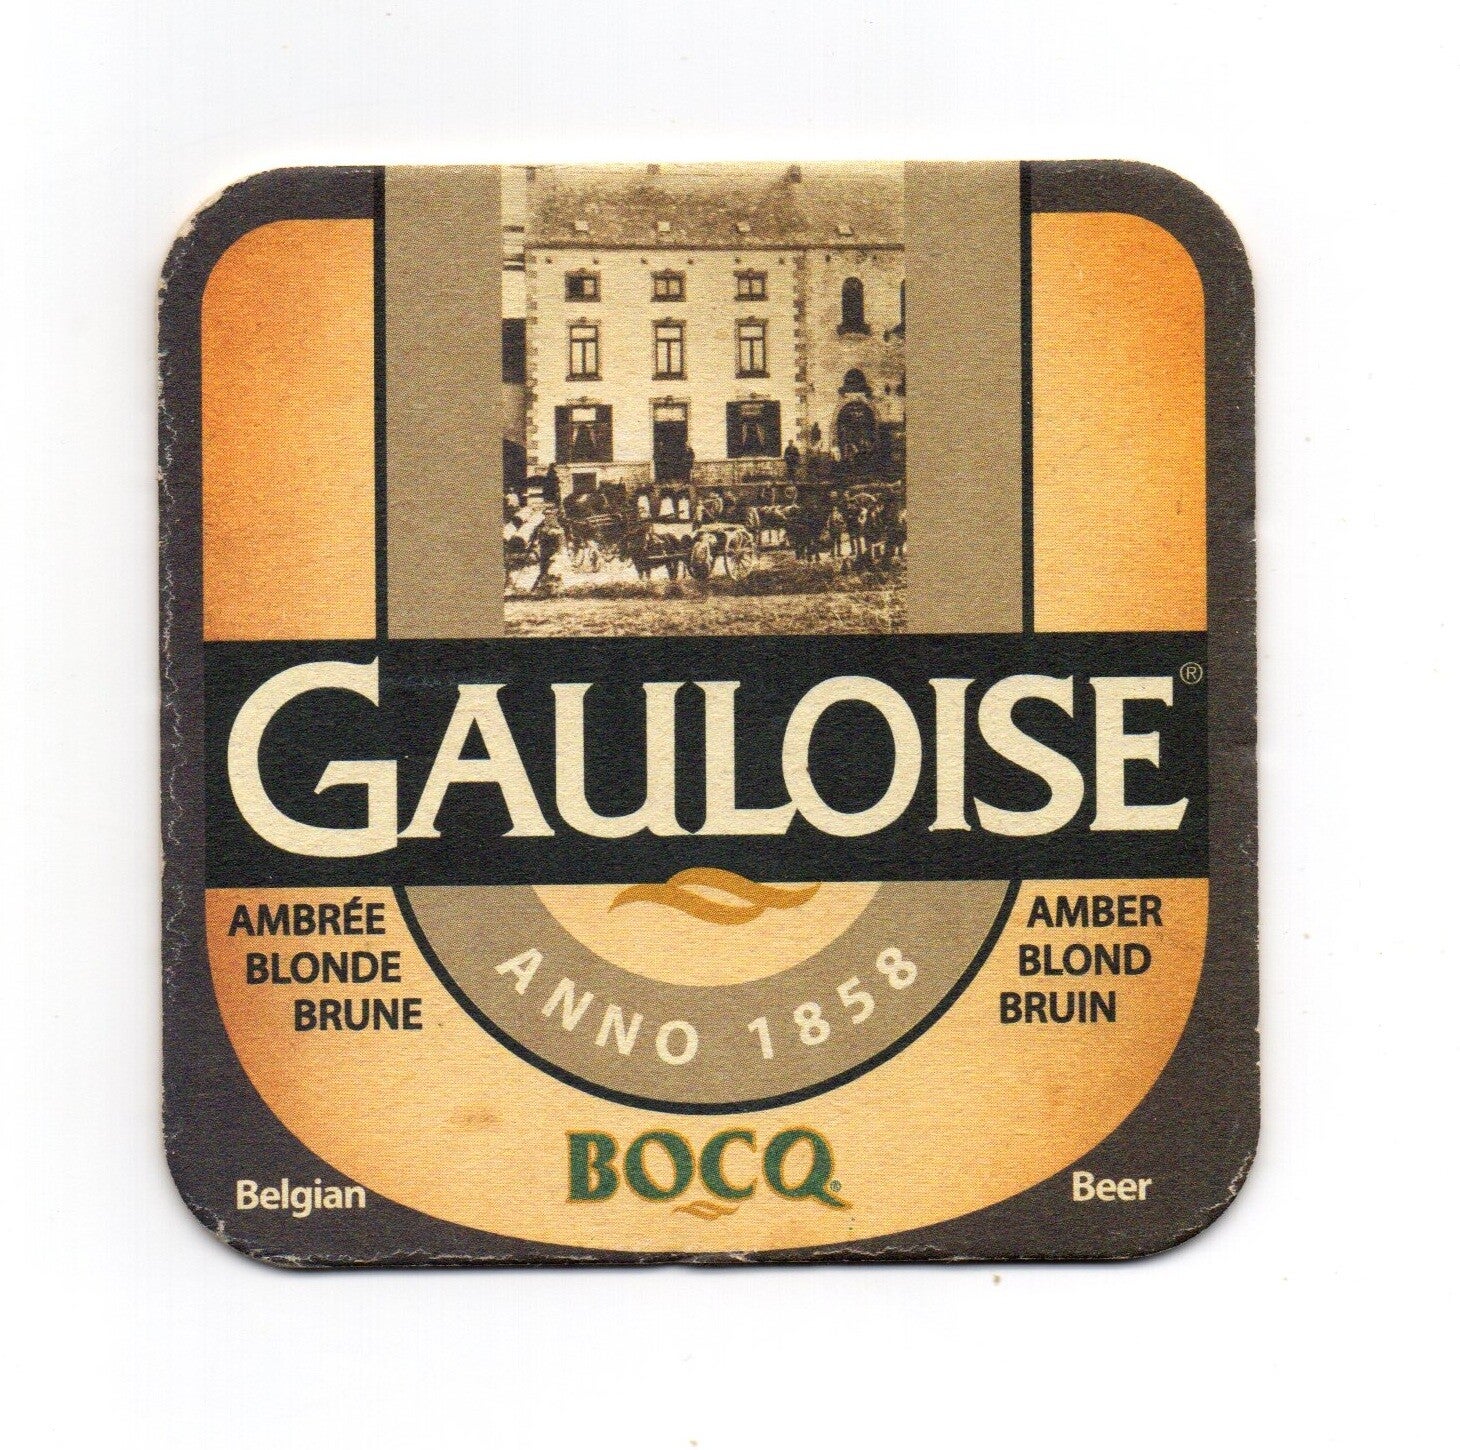 GAULOISE ®
AMBRÉE
BLONDE
BRUNE
AMBER
BLOND
BRUIN
ANNO 1858
BOCQ®
Belgian
Beer